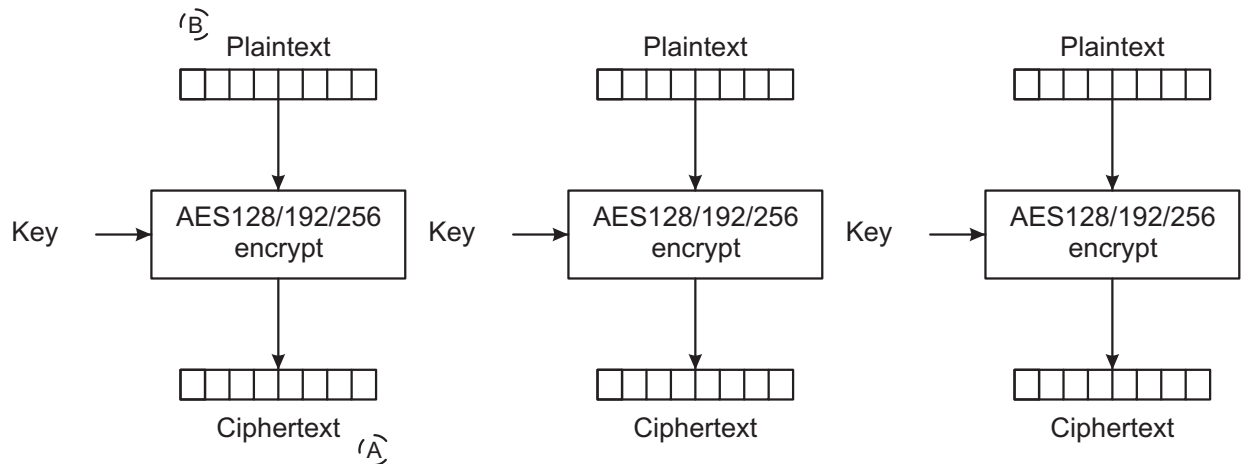 B
Plaintext Plaintext Plaintext
Key AES128/192/256 encrypt Key AES128/192/256 encrypt Key AES128/192/256 encrypt
Ciphertext Ciphertext Ciphertext
A